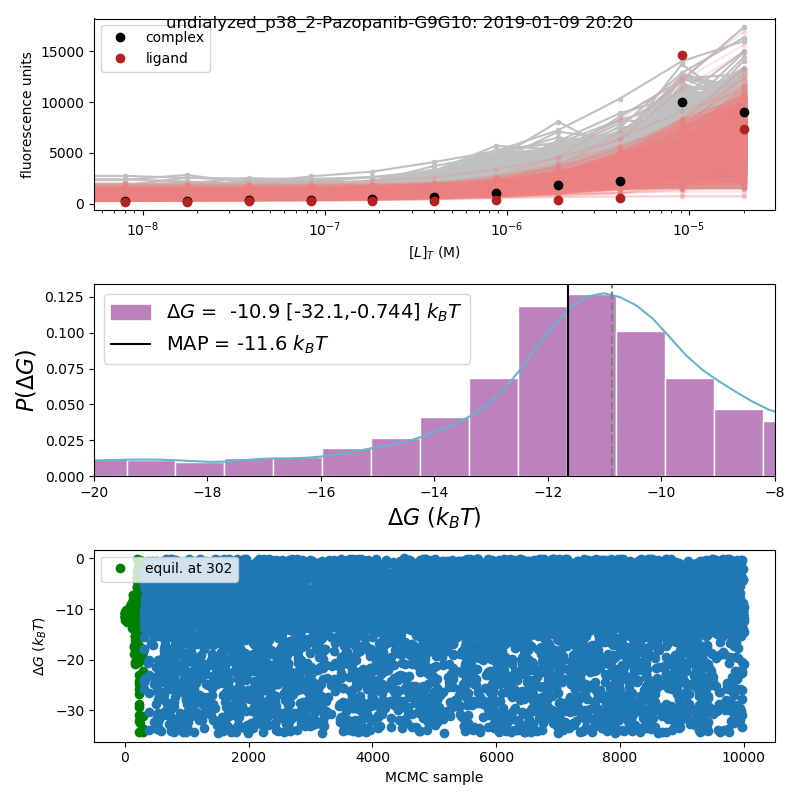 undialyzed_p38_2-Pazopanib-G9G10: 2019-01-09 20:20
complex
ligand
fluorescence units
15000
10000
5000
0
10⁻⁸ 10⁻⁷ 10⁻⁶ 10⁻⁵
[L]_T (M)
ΔG = -10.9 [-32.1,-0.744] k_BT
MAP = -11.6 k_BT
P(ΔG)
0.125
0.100
0.075
0.050
0.025
0.000
−20 −18 −16 −14 −12 −10 −8
ΔG (k_BT)
equil. at 302
ΔG (k_BT)
0
−10
−20
−30
0 2000 4000 6000 8000 10000
MCMC sample